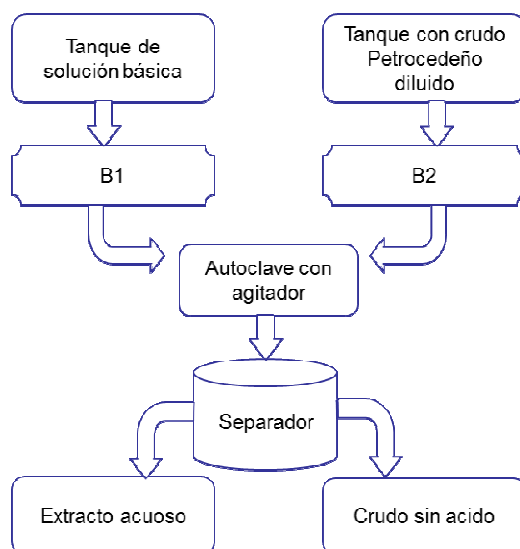 Tanque de
solución básica
Tanque con crudo
Petrocedeño
diluido
B1
B2
Autoclave con
agitador
Separador
Extracto acuoso
Crudo sin acido